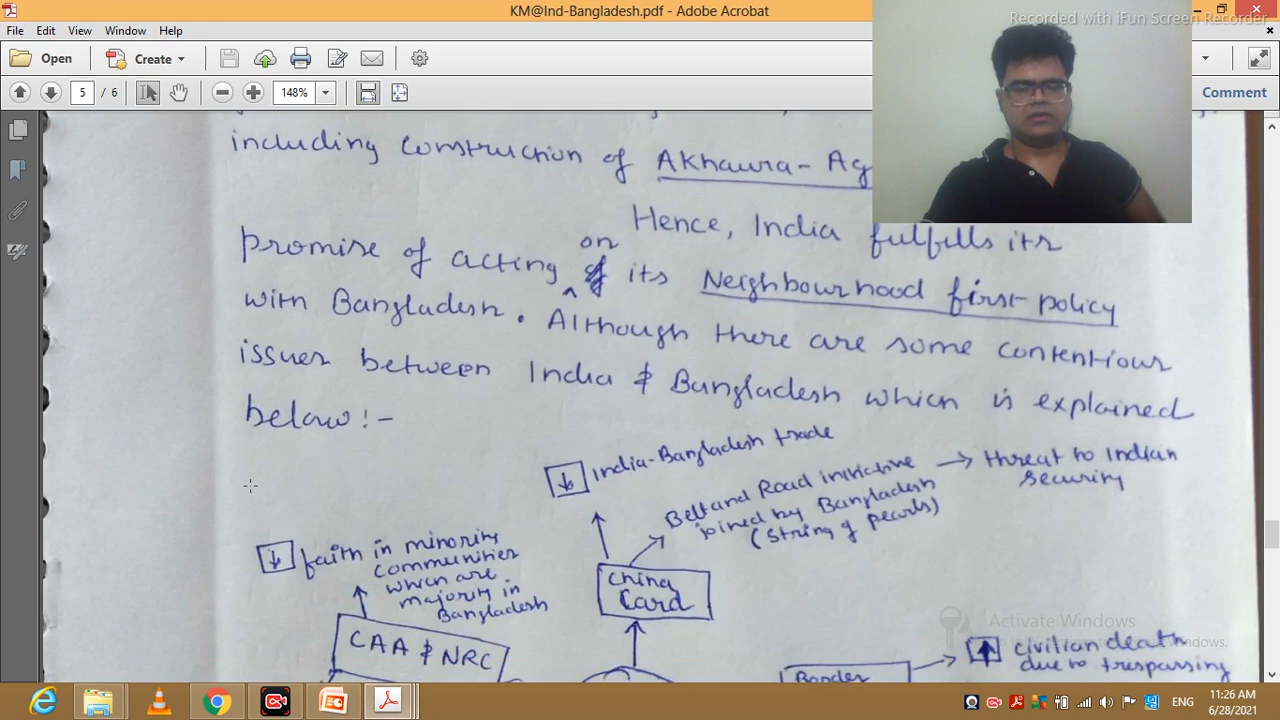 KM@Ind-Bangladesh.pdf - Adobe Acrobat
Recorded with iFun Screen Recorder
File Edit View Window Help
Open Create
5 / 6 148% Comment
including construction of Akhaura- Ag
Hence, India fulfills its
promise of acting on its Neighbourhood first policy
with Bangladesh. Although there are some contentious
issues between India & Bangladesh which is explained
below:-
↓ India-Bangladesh trade
Belt and Road initiative → threat to Indian
joined by Bangladesh security
(string of pearls)
↓ faith in minority
communities
which are
majority in
Bangladesh
China
Card
CAA & NRC
Activate Windows
↑ civilian death
due to trespassing
Border
ENG
11:26 AM
6/28/2021